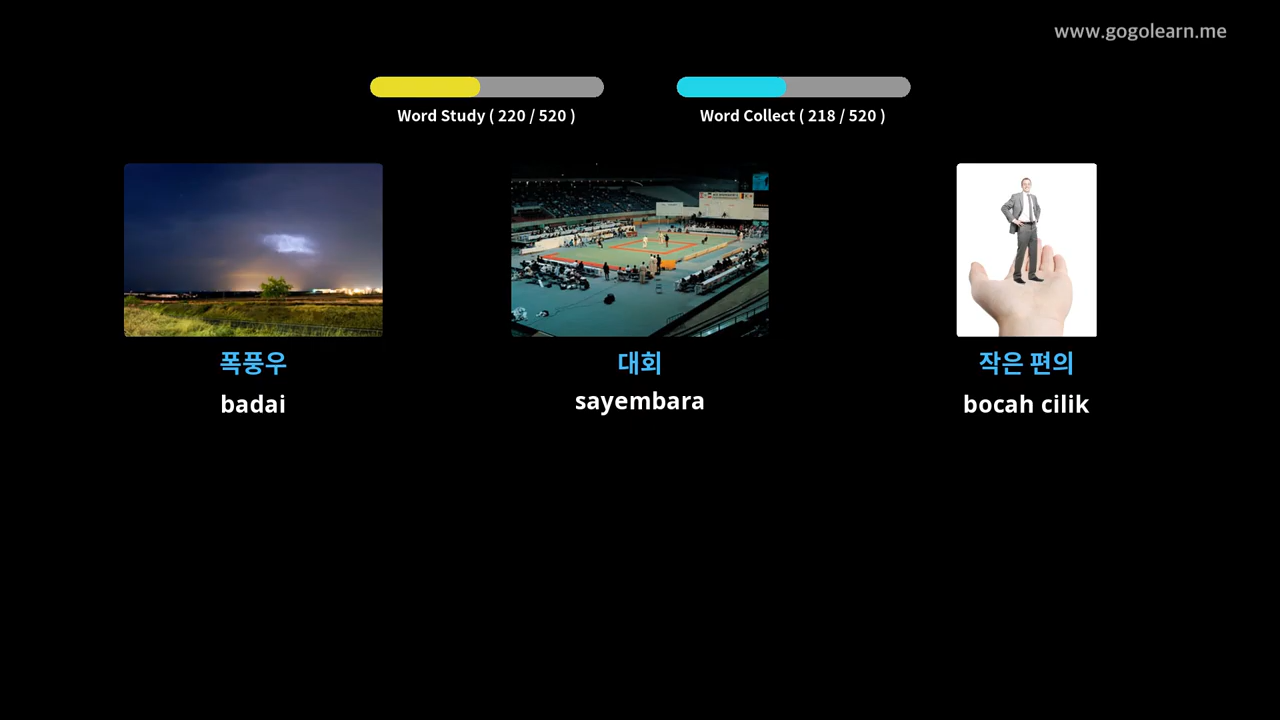 www.gogolearn.me
Word Study ( 220 / 520 )
Word Collect ( 218 / 520 )
폭풍우
badai
대회
sayembara
작은 편의
bocah cilik